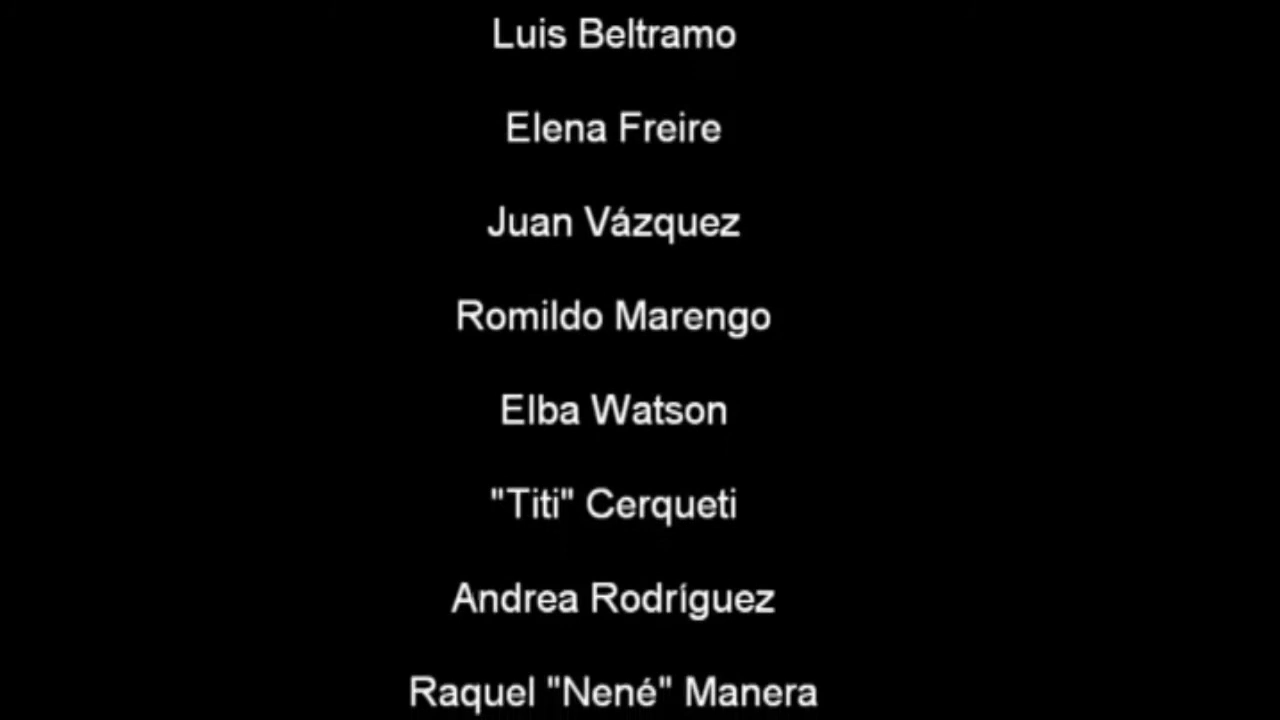 Luis Beltramo
Elena Freire
Juan Vázquez
Romildo Marengo
Elba Watson
"Titi" Cerqueti
Andrea Rodríguez
Raquel "Nené" Manera